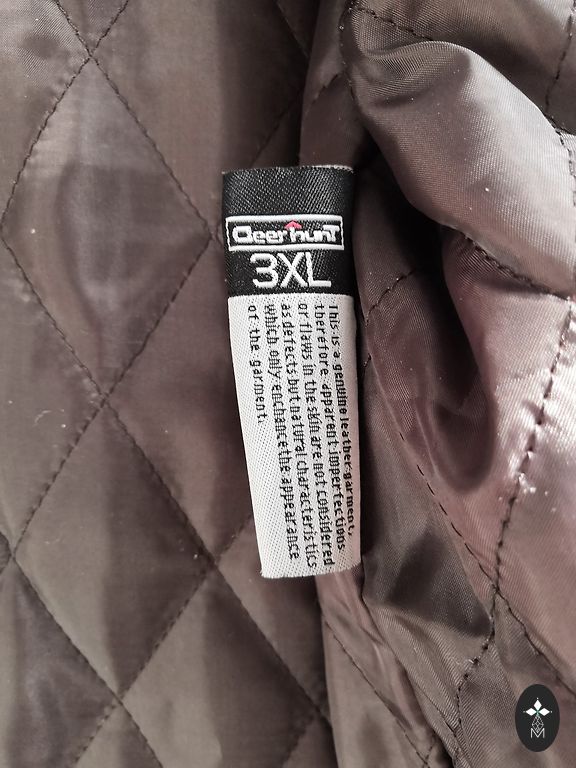 Deerhunt
3XL
This is a genuine leather garment,
therefore apparent imperfections
or flaws in the skin are not considered
as defects but natural characteristics
which only enchance the appearance
of the garment.
M